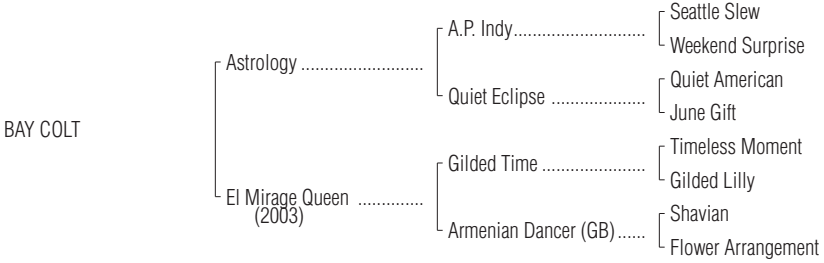 Seattle Slew
A.P. Indy............................
Weekend Surprise
Astrology ..........................
Quiet American
Quiet Eclipse ....................
June Gift
BAY COLT
Timeless Moment
Gilded Time ......................
Gilded Lilly
El Mirage Queen ..............
(2003)
Shavian
Armenian Dancer (GB)......
Flower Arrangement